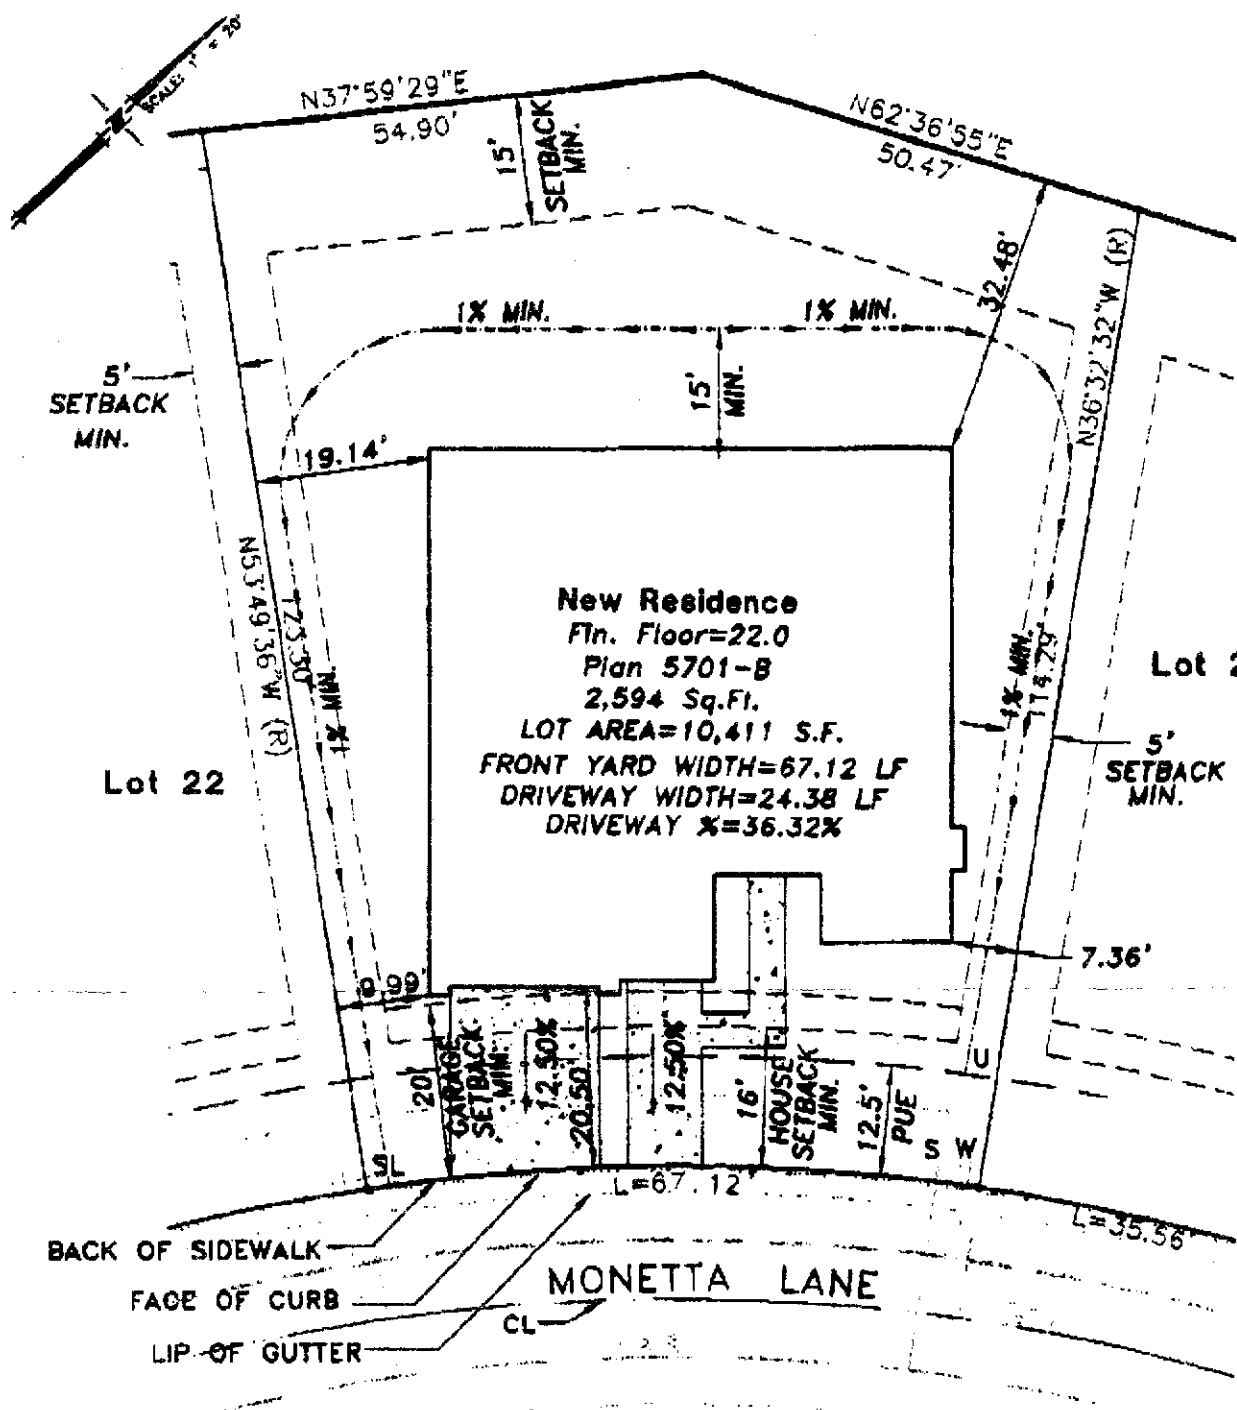 SCALE: 1" = 20'
N37°59'29"E
54.90'
N62°36'55"E
50.47'
15'
SETBACK
MIN.
32.48'
N36°32'32"W (R)
114.29'
1% MIN.
1% MIN.
15'
MIN.
5'
SETBACK
MIN.
19.14'
N53°49'36"W (R)
123.30'
1% MIN.
1% MIN.
New Residence
Fin. Floor=22.0
Plan 5701-B
2,594 Sq.Ft.
LOT AREA=10,411 S.F.
FRONT YARD WIDTH=67.12 LF
DRIVEWAY WIDTH=24.38 LF
DRIVEWAY %=36.32%
Lot 22
Lot
5'
SETBACK
MIN.
7.36'
9.99'
20'
GARAGE
SETBACK
MIN.
12.50%
20.50'
12.50%
16'
HOUSE
SETBACK
MIN.
12.5'
PUE
U
SL
S W
L=67.12'
L=35.56'
BACK OF SIDEWALK
FACE OF CURB
LIP OF GUTTER
MONETTA LANE
CL